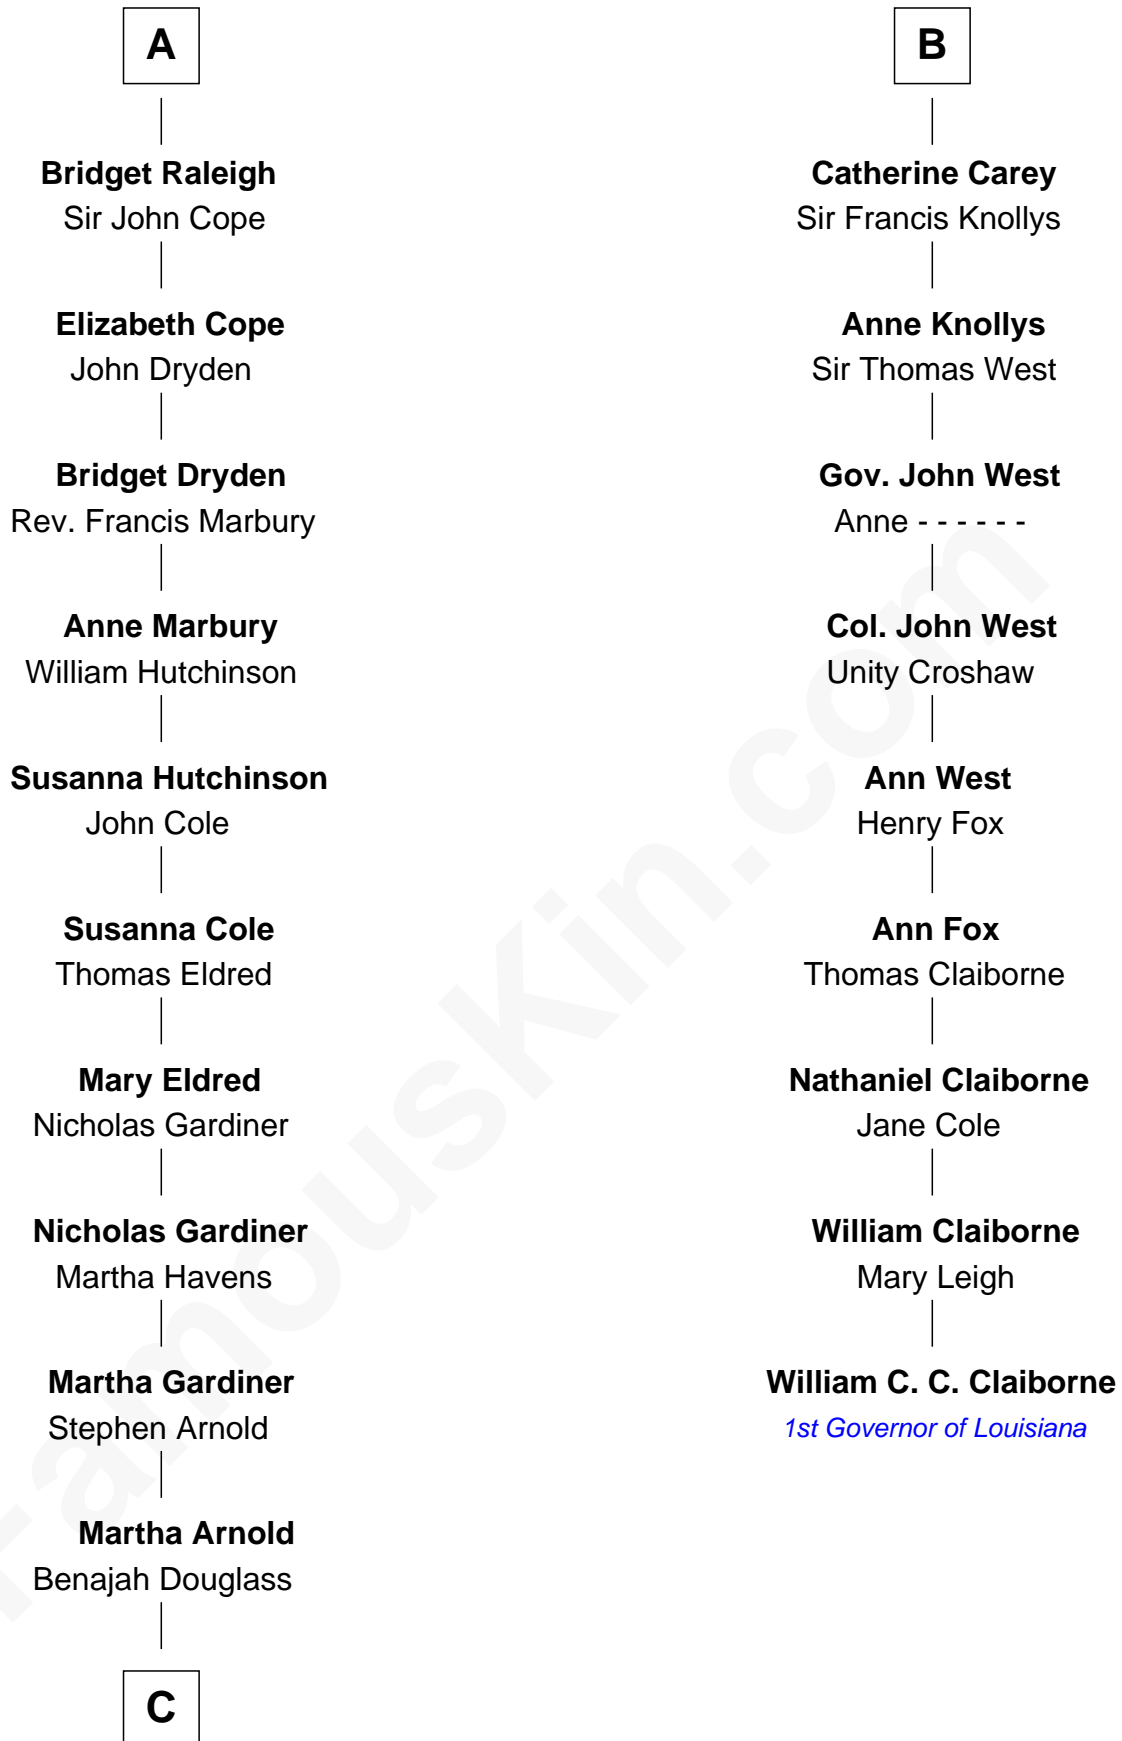 A
Bridget Raleigh
Sir John Cope
Elizabeth Cope
John Dryden
Bridget Dryden
Rev. Francis Marbury
Anne Marbury
William Hutchinson
Susanna Hutchinson
John Cole
Susanna Cole
Thomas Eldred
Mary Eldred
Nicholas Gardiner
Nicholas Gardiner
Martha Havens
Martha Gardiner
Stephen Arnold
Martha Arnold
Benajah Douglass
C
B
Catherine Carey
Sir Francis Knollys
Anne Knollys
Sir Thomas West
Gov. John West
Anne - - - - - -
Col. John West
Unity Croshaw
Ann West
Henry Fox
Ann Fox
Thomas Claiborne
Nathaniel Claiborne
Jane Cole
William Claiborne
Mary Leigh
William C. C. Claiborne
1st Governor of Louisiana
FamousKin.com